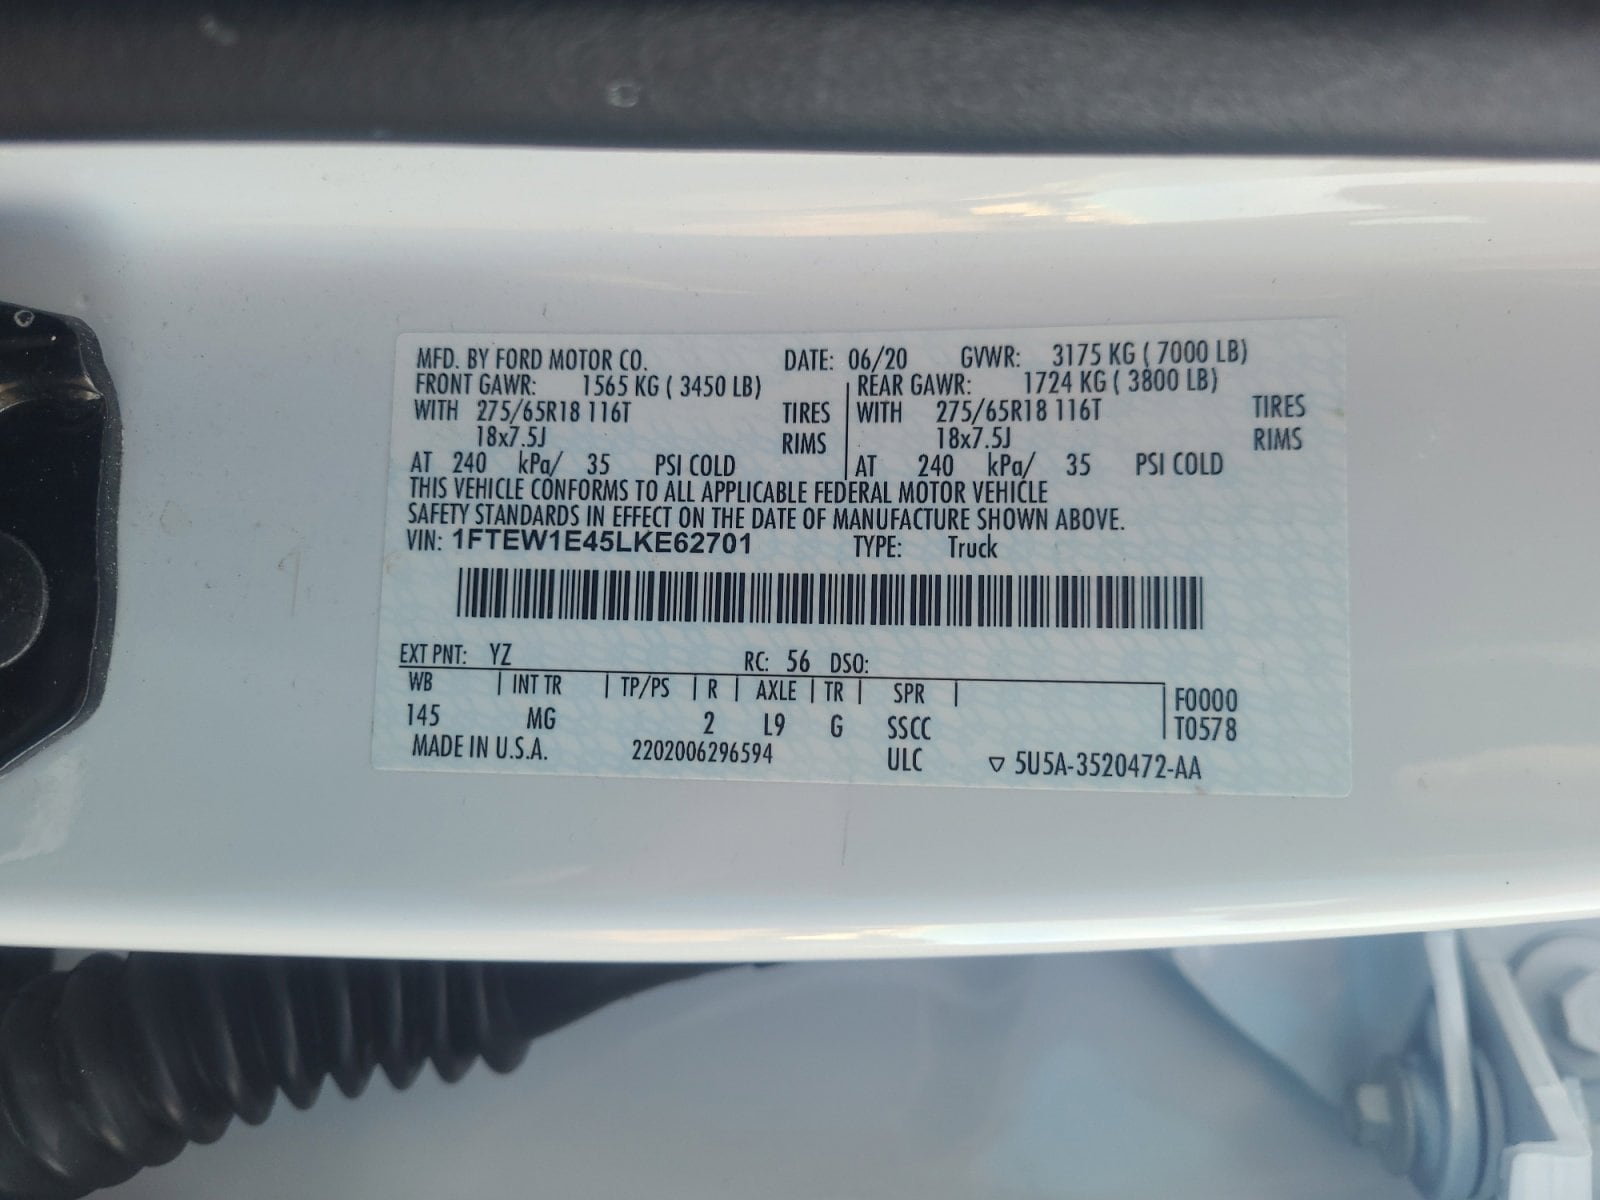 MFD. BY FORD MOTOR CO. DATE: 06/20 GVWR: 3175 KG ( 7000 LB)
FRONT GAWR: 1565 KG ( 3450 LB) REAR GAWR: 1724 KG ( 3800 LB)
WITH 275/65R18 116T TIRES WITH 275/65R18 116T TIRES
18x7.5J RIMS 18x7.5J RIMS
AT 240 kPa/ 35 PSI COLD AT 240 kPa/ 35 PSI COLD
THIS VEHICLE CONFORMS TO ALL APPLICABLE FEDERAL MOTOR VEHICLE
SAFETY STANDARDS IN EFFECT ON THE DATE OF MANUFACTURE SHOWN ABOVE.
VIN: 1FTEW1E45LKE62701 TYPE: Truck
EXT PNT: YZ RC: 56 DSO:
WB | INT TR | TP/PS | R | AXLE | TR | SPR | F0000
145 MG 2 L9 G SSCC T0578
MADE IN U.S.A. 2202006296594 ULC ▽ 5U5A-3520472-AA